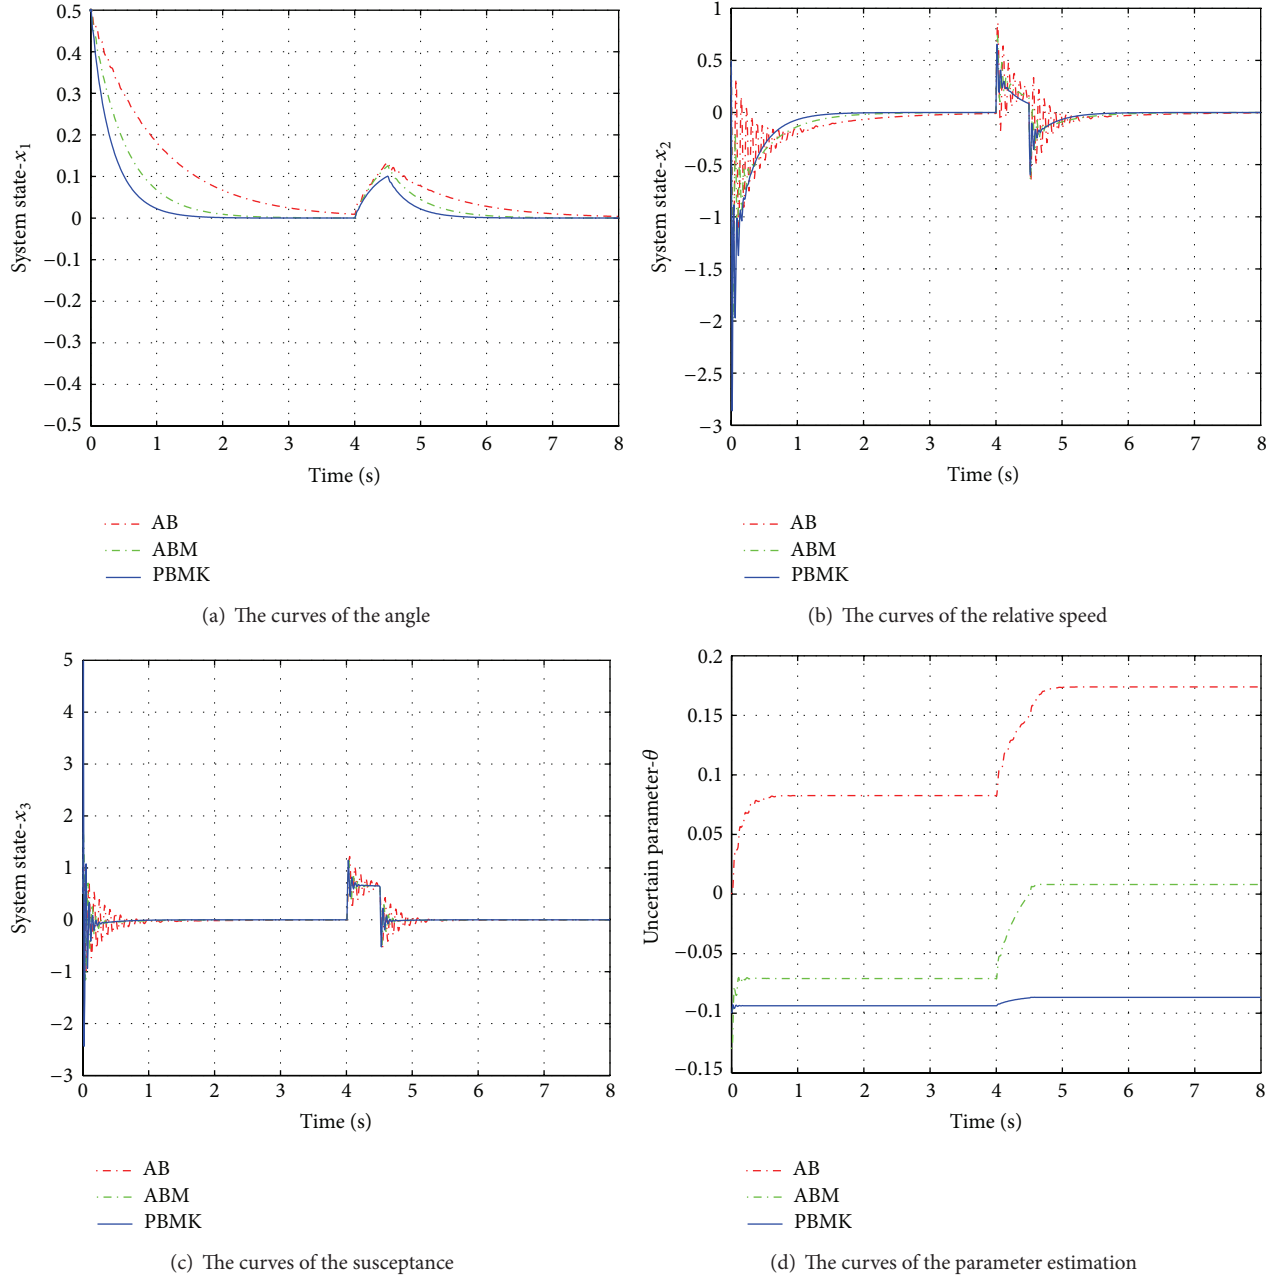 0.5
0.4
0.3
0.2
0.1
0
−0.1
−0.2
−0.3
−0.4
−0.5
System state-x1
0 1 2 3 4 5 6 7 8
Time (s)
AB
ABM
PBMK
(a) The curves of the angle
1
0.5
0
−0.5
−1
−1.5
−2
−2.5
−3
System state-x2
0 1 2 3 4 5 6 7 8
Time (s)
AB
ABM
PBMK
(b) The curves of the relative speed
5
4
3
2
1
0
−1
−2
−3
System state-x3
0 1 2 3 4 5 6 7 8
Time (s)
AB
ABM
PBMK
(c) The curves of the susceptance
0.2
0.15
0.1
0.05
0
−0.05
−0.1
−0.15
Uncertain parameter-θ
0 1 2 3 4 5 6 7 8
Time (s)
AB
ABM
PBMK
(d) The curves of the parameter estimation